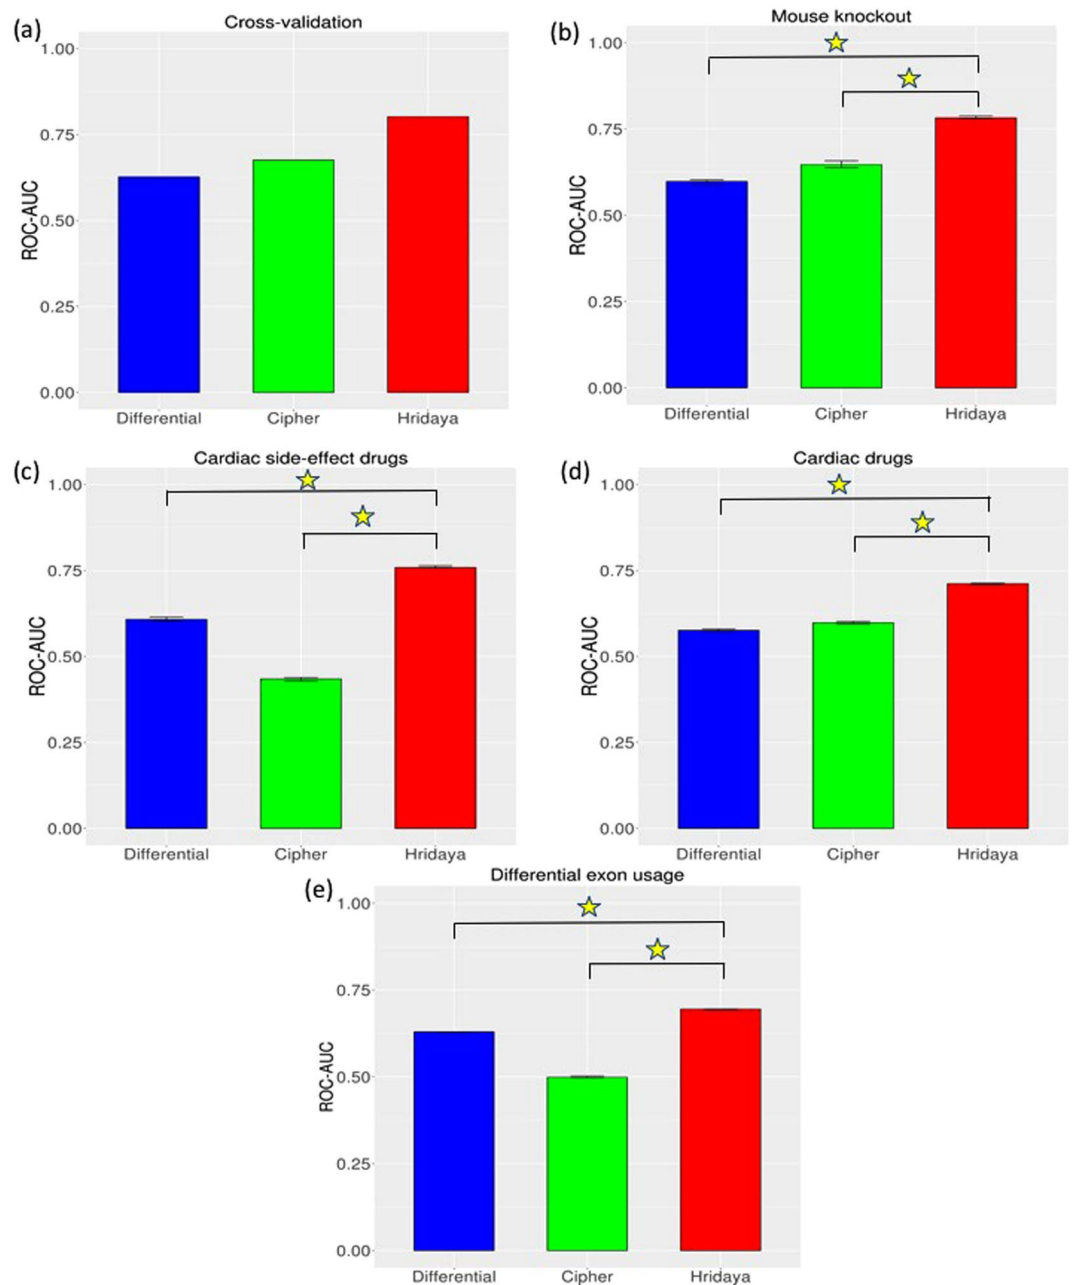 (a)
Cross-validation
1.00
0.75
0.50
0.25
0.00
ROC-AUC
Differential Cipher Hridaya
(b)
Mouse knockout
1.00
0.75
0.50
0.25
0.00
ROC-AUC
Differential Cipher Hridaya
(c)
Cardiac side-effect drugs
1.00
0.75
0.50
0.25
0.00
ROC-AUC
Differential Cipher Hridaya
(d)
Cardiac drugs
1.00
0.75
0.50
0.25
0.00
ROC-AUC
Differential Cipher Hridaya
(e)
Differential exon usage
1.00
0.75
0.50
0.25
0.00
ROC-AUC
Differential Cipher Hridaya